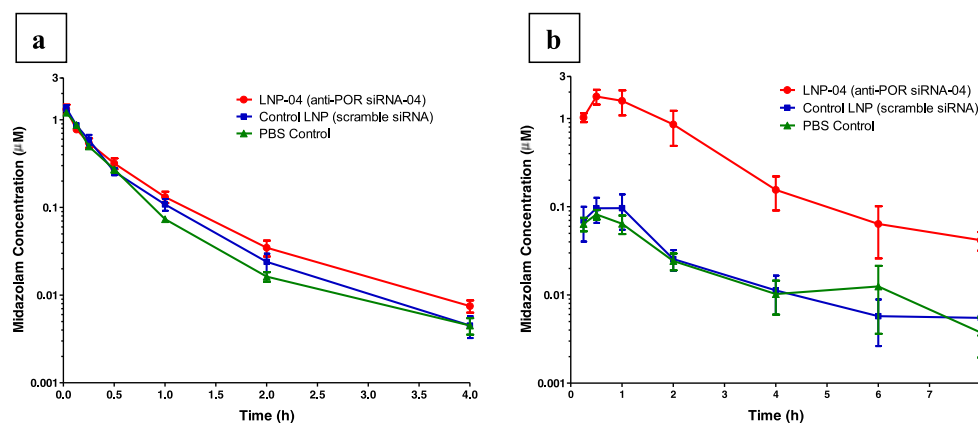 a
3
1
0.1
0.01
0.001
Midazolam Concentration (μM)
LNP-04 (anti-POR siRNA-04)
Control LNP (scramble siRNA)
PBS Control
0.0 0.5 1.0 1.5 2.0 2.5 3.0 3.5 4.0
Time (h)
b
3
1
0.1
0.01
0.001
Midazolam Concentration (μM)
LNP-04 (anti-POR siRNA-04)
Control LNP (scramble siRNA)
PBS Control
0 1 2 3 4 5 6 7
Time (h)